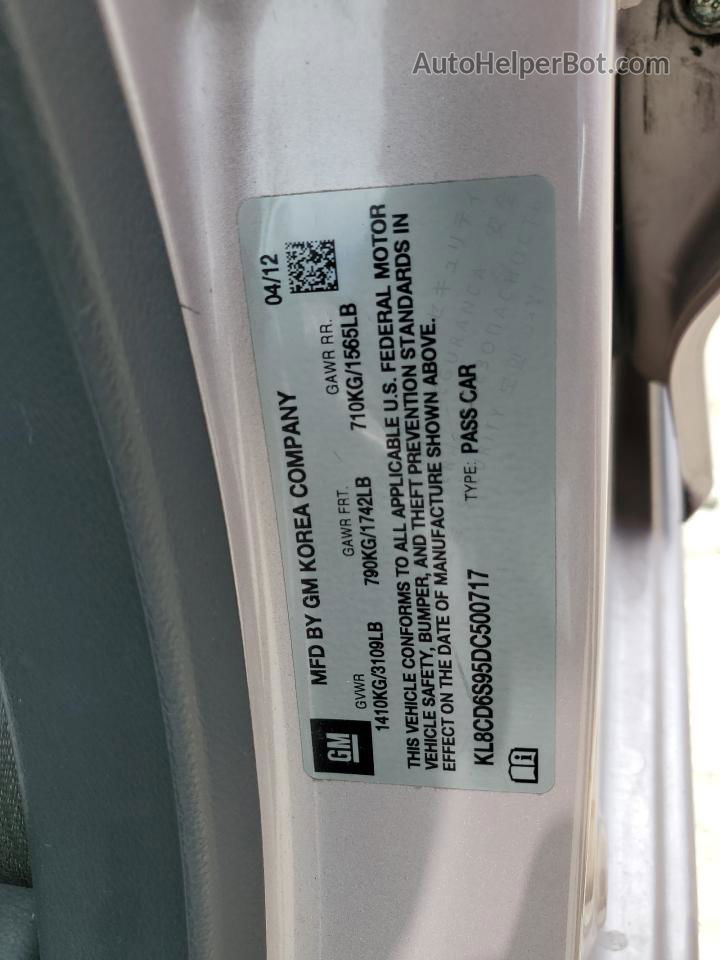 AutoHelperBot.com
MFD BY GM KOREA COMPANY 04/12
GM
GVWR GAWR FRT. GAWR RR.
1410KG/3109LB 790KG/1742LB 710KG/1565LB
THIS VEHICLE CONFORMS TO ALL APPLICABLE U.S. FEDERAL MOTOR
VEHICLE SAFETY, BUMPER, AND THEFT PREVENTION STANDARDS IN
EFFECT ON THE DATE OF MANUFACTURE SHOWN ABOVE.
KL8CD6S95DC500717 TYPE: PASS CAR